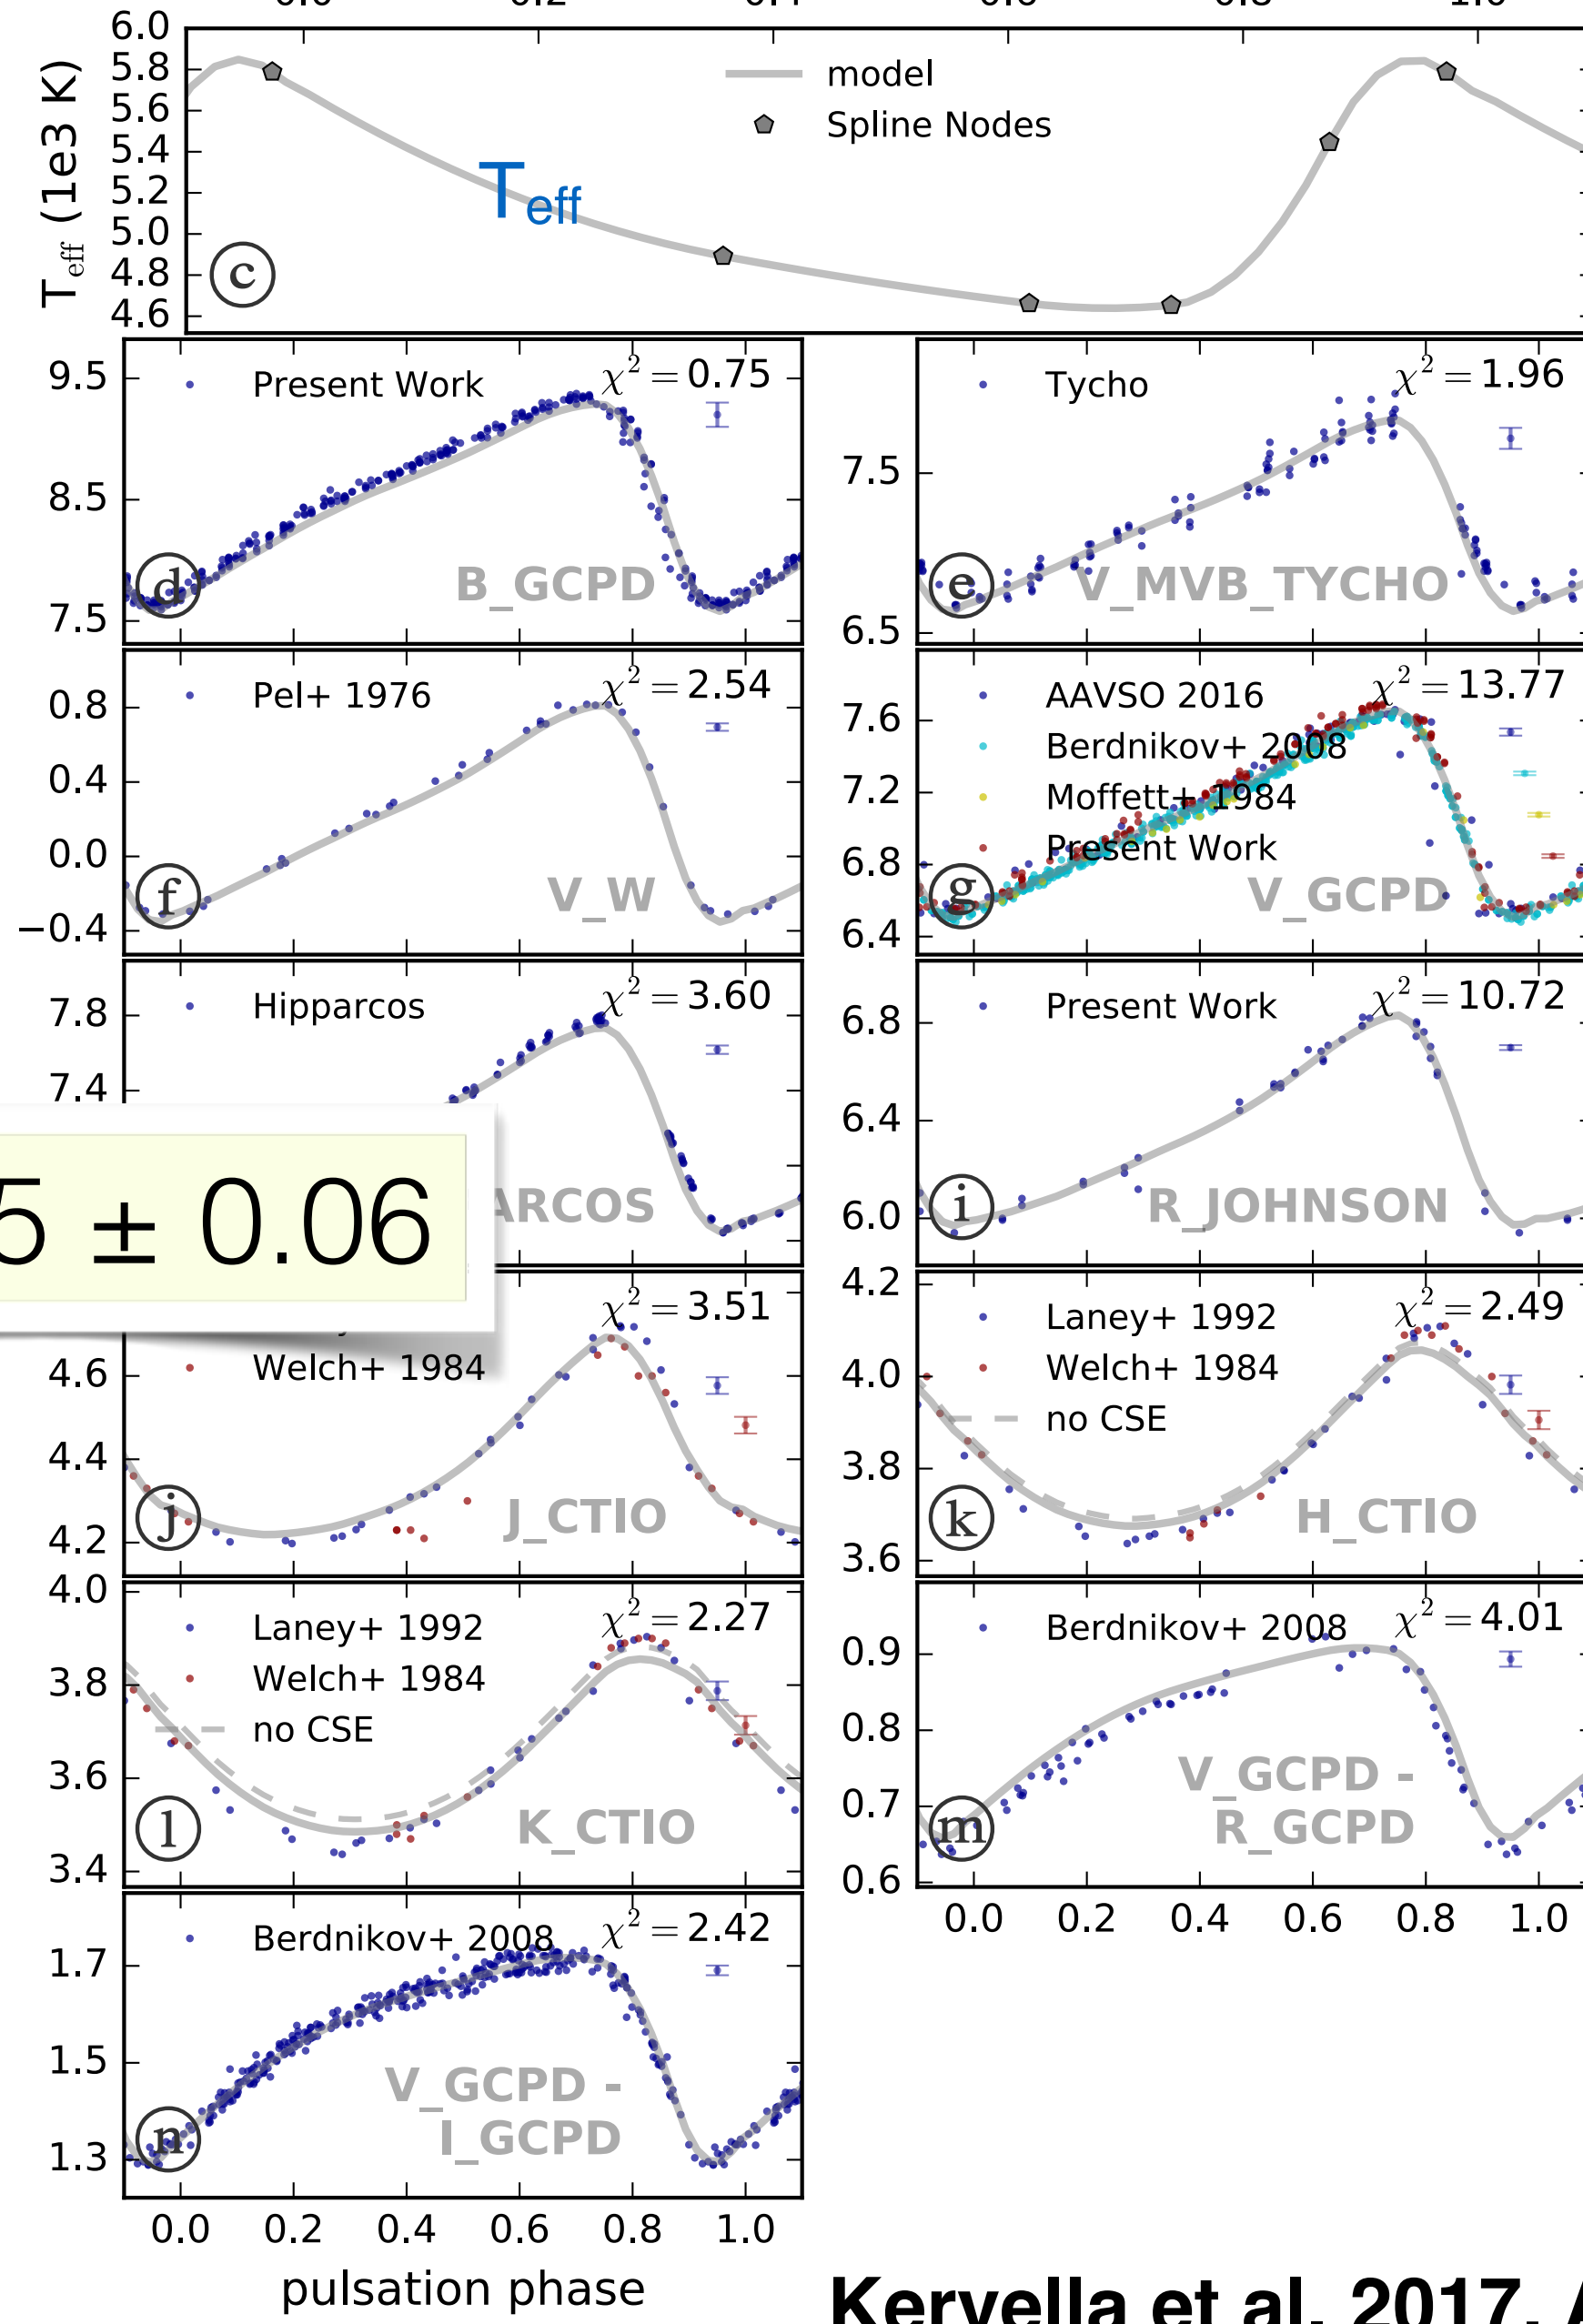 6.0
5.8
5.6
5.4
5.2
5.0
4.8
4.6
T_eff (1e3 K)
model
Spline Nodes
T_eff
c
9.5
8.5
7.5
Present Work
χ² = 0.75
d
B_GCPD
7.5
6.5
Tycho
χ² = 1.96
e
V_MVB_TYCHO
0.8
0.4
0.0
−0.4
Pel+ 1976
χ² = 2.54
f
V_W
7.6
7.2
6.8
6.4
AAVSO 2016
χ² = 13.77
Berdnikov+ 2008
Moffett+ 1984
Present Work
g
V_GCPD
7.8
7.4
Hipparcos
χ² = 3.60
ARCOS
5 ± 0.06
6.8
6.4
6.0
Present Work
χ² = 10.72
i
R_JOHNSON
4.6
4.4
4.2
χ² = 3.51
Welch+ 1984
j
J_CTIO
4.2
4.0
3.8
3.6
Laney+ 1992
χ² = 2.49
Welch+ 1984
no CSE
k
H_CTIO
4.0
3.8
3.6
3.4
Laney+ 1992
χ² = 2.27
Welch+ 1984
no CSE
l
K_CTIO
0.9
0.8
0.7
0.6
Berdnikov+ 2008
χ² = 4.01
V_GCPD -
R_GCPD
m
0.0 0.2 0.4 0.6 0.8 1.0
1.7
1.5
1.3
Berdnikov+ 2008
χ² = 2.42
V_GCPD -
I_GCPD
n
0.0 0.2 0.4 0.6 0.8 1.0
pulsation phase
Kervella et al. 2017, A